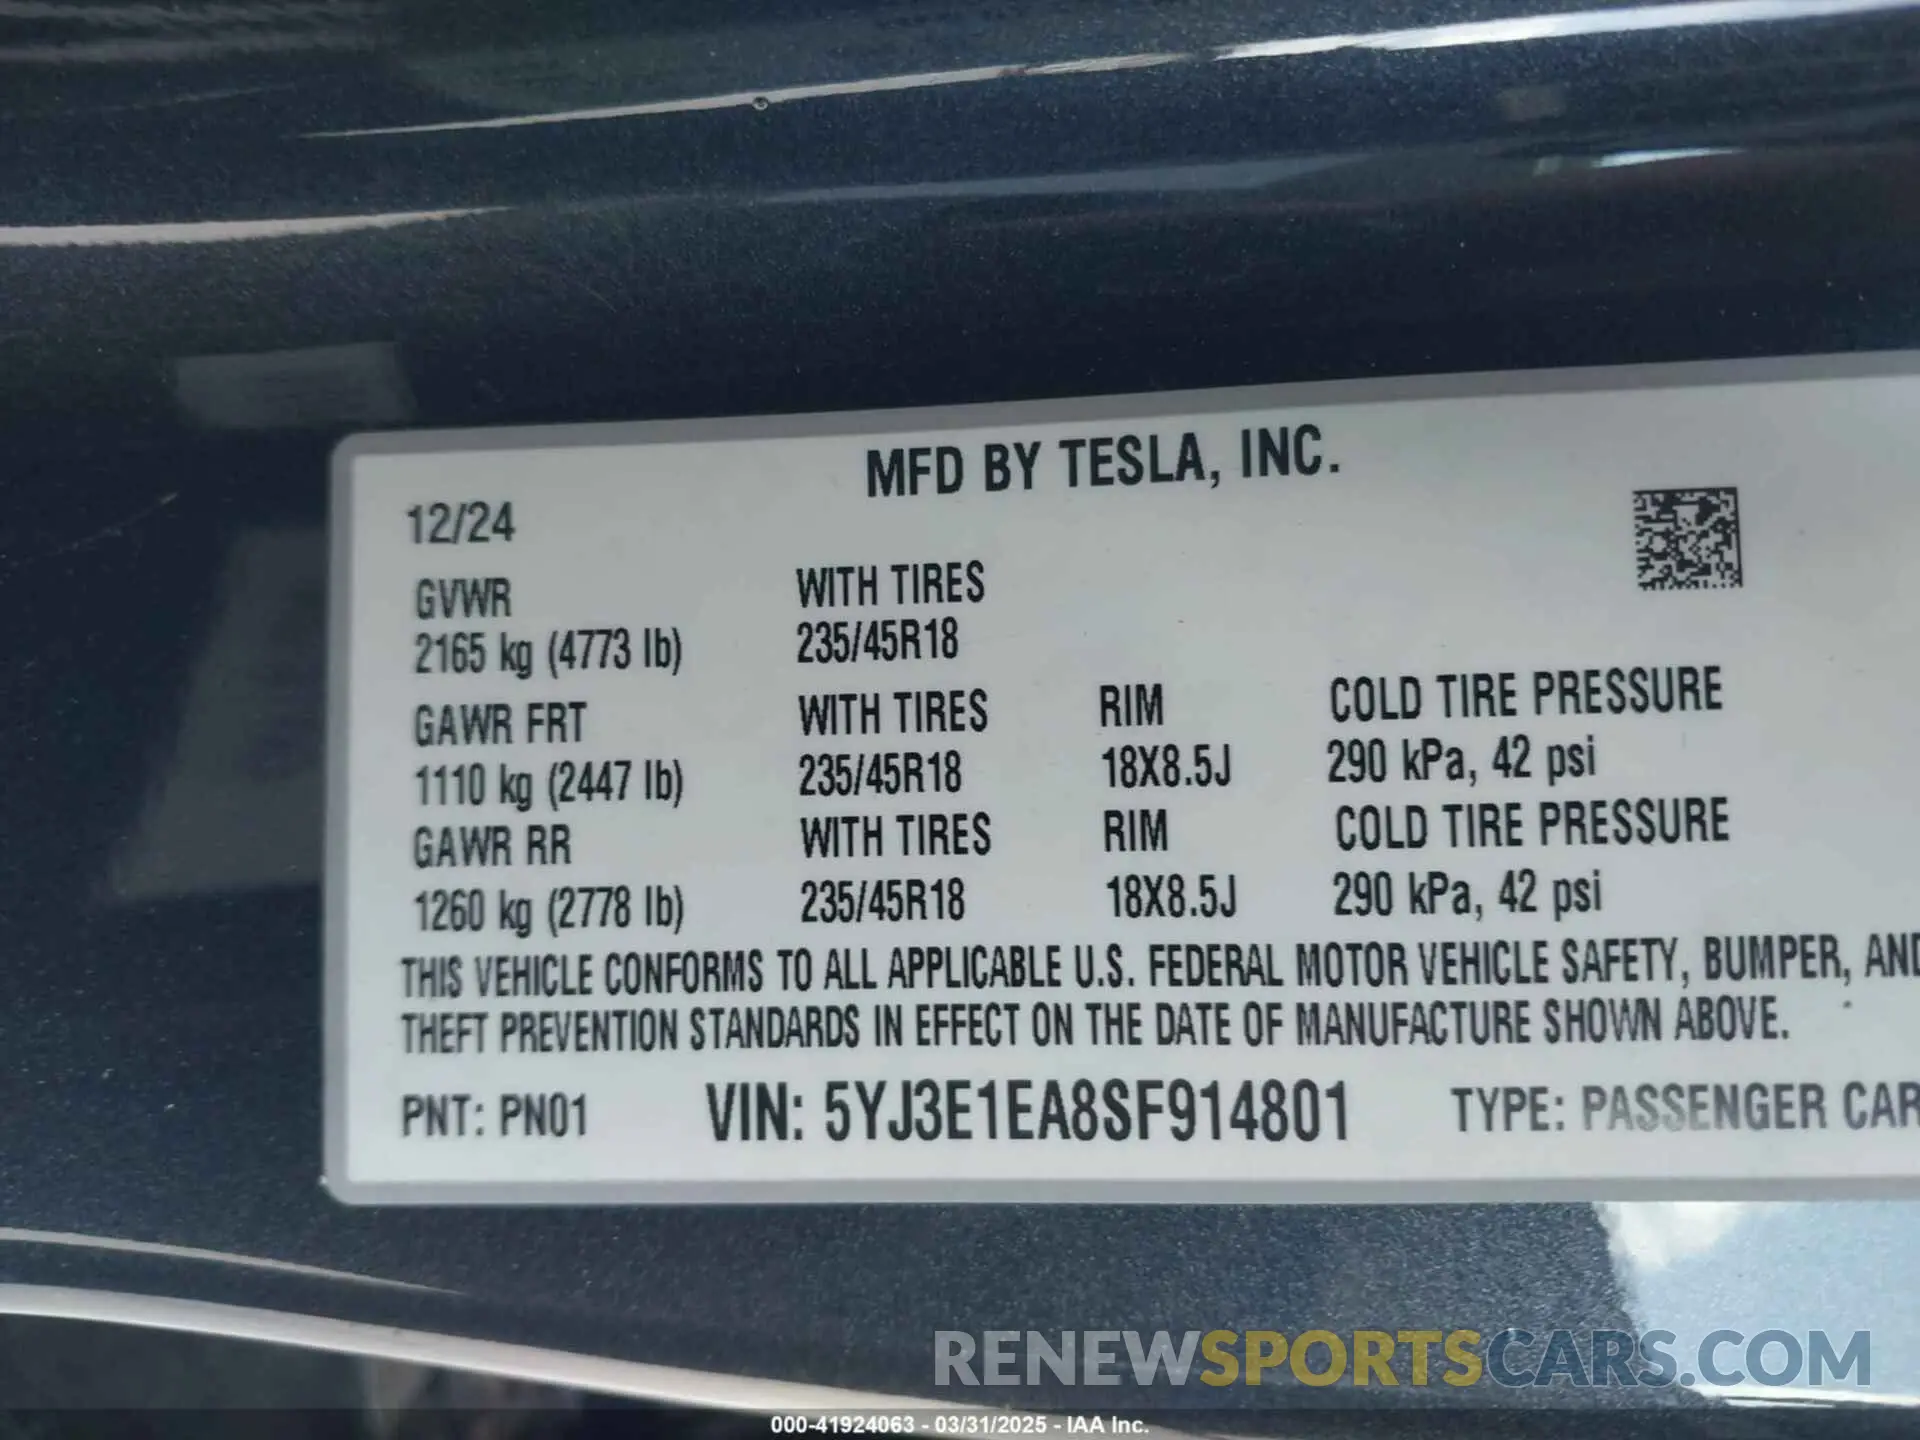 MFD BY TESLA, INC.
12/24
GVWR WITH TIRES
2165 kg (4773 lb) 235/45R18
GAWR FRT WITH TIRES RIM COLD TIRE PRESSURE
1110 kg (2447 lb) 235/45R18 18X8.5J 290 kPa, 42 psi
GAWR RR WITH TIRES RIM COLD TIRE PRESSURE
1260 kg (2778 lb) 235/45R18 18X8.5J 290 kPa, 42 psi
THIS VEHICLE CONFORMS TO ALL APPLICABLE U.S. FEDERAL MOTOR VEHICLE SAFETY, BUMPER, AND
THEFT PREVENTION STANDARDS IN EFFECT ON THE DATE OF MANUFACTURE SHOWN ABOVE.
PNT: PN01 VIN: 5YJ3E1EA8SF914801 TYPE: PASSENGER CAR
RENEWSPORTSCARS.COM
000-41924063 - 03/31/2025 - IAA Inc.